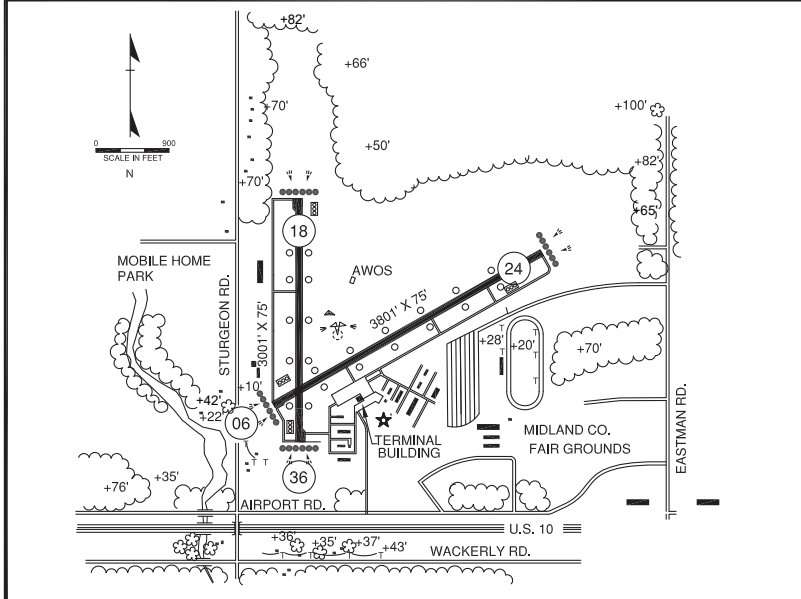 +82'
+66'
+100'
+70'
+50'
0 900
SCALE IN FEET
N
+82'
+70'
+65'
18
MOBILE HOME
PARK
AWOS
24
STURGEON RD.
3001' X 75'
3801' X 75'
+28'
+20'
+70'
+10'
+42'
+22'
06
EASTMAN RD.
TERMINAL
BUILDING
MIDLAND CO.
FAIR GROUNDS
36
+35'
+76'
AIRPORT RD.
U.S. 10
+36'
+35'
+37'
+43'
WACKERLY RD.
T T
T
T
T
T
T
T
T
T